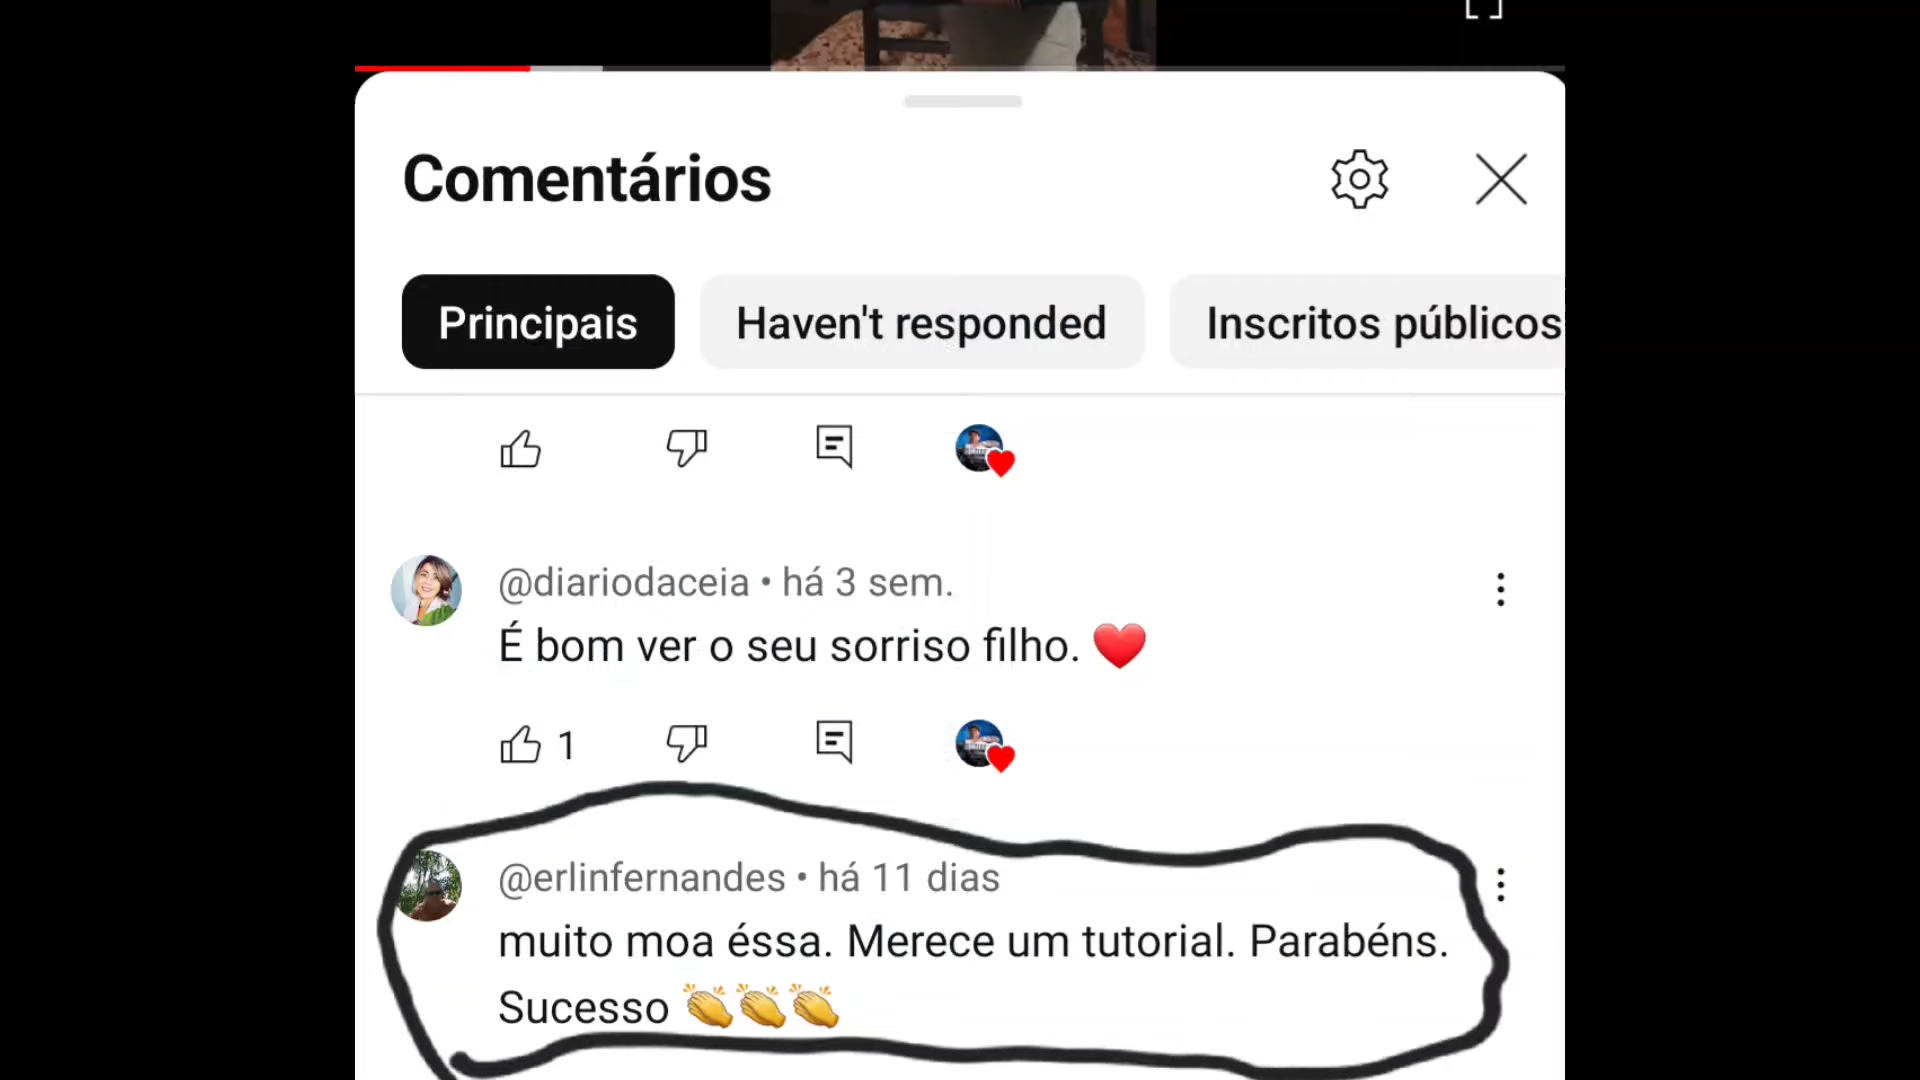 Comentários
Principais
Haven't responded
Inscritos públicos
@diariodaceia • há 3 sem.
É bom ver o seu sorriso filho. ❤️
1
@erlinfernandes • há 11 dias
muito moa éssa. Merece um tutorial. Parabéns.
Sucesso 👏👏👏